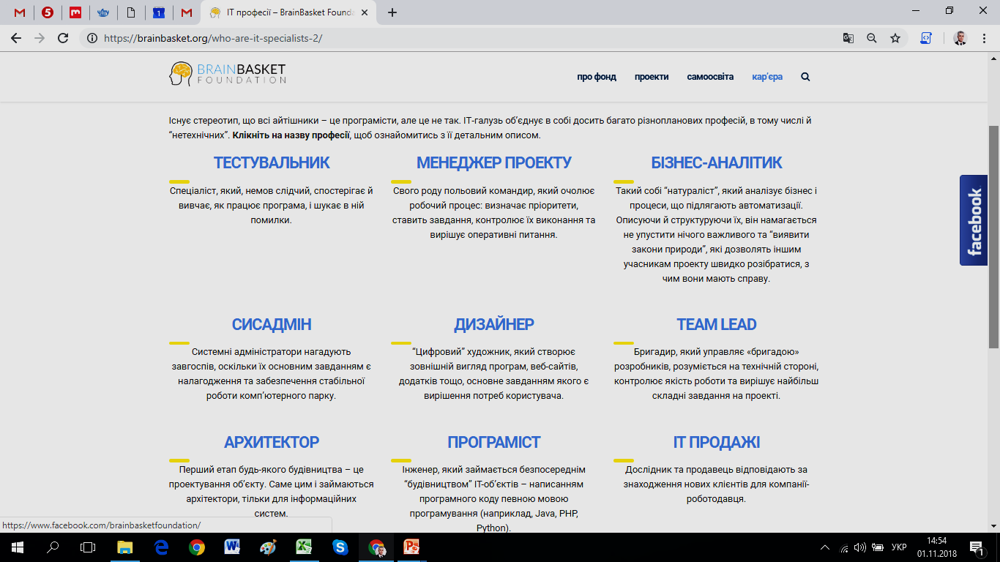 IT професії – BrainBasket Founda
https://brainbasket.org/who-are-it-specialists-2/
BRAINBASKET
FOUNDATION
про фонд проекти самоосвіта кар’єра
Існує стереотип, що всі айтішники – це програмісти, але це не так. ІТ-галузь об’єднує в собі досить багато різнопланових професій, в тому числі й
“нетехнічних”. Клікніть на назву професії, щоб ознайомитись з її детальним описом.
ТЕСТУВАЛЬНИК
Спеціаліст, який, немов слідчий, спостерігає й
вивчає, як працює програма, і шукає в ній
помилки.
МЕНЕДЖЕР ПРОЕКТУ
Свого роду польовий командир, який очолює
робочий процес: визначає пріоритети,
ставить завдання, контролює їх виконання та
вирішує оперативні питання.
БІЗНЕС-АНАЛІТИК
Такий собі “натураліст”, який аналізує бізнес і
процеси, що підлягають автоматизації.
Описуючи й структуруючи їх, він намагається
не упустити нічого важливого та “виявити
закони природи”, які дозволять іншим
учасникам проекту швидко розібратися, з
чим вони мають справу.
facebook
СИСАДМІН
Системні адміністратори нагадують
завгоспів, оскільки їх основним завданням є
налагодження та забезпечення стабільної
роботи комп’ютерного парку.
ДИЗАЙНЕР
“Цифровий” художник, який створює
зовнішній вигляд програм, веб-сайтів,
додатків тощо, основне завданням якого є
вирішення потреб користувача.
TEAM LEAD
Бригадир, який управляє «бригадою»
розробників, розуміється на технічній стороні,
контролює якість роботи та вирішує найбільш
складні завдання на проекті.
АРХИТЕКТОР
Перший етап будь-якого будівництва – це
проектування об’єкту. Саме цим і займаються
архітектори, тільки для інформаційних
систем.
ПРОГРАМІСТ
Інженер, який займається безпосереднім
“будівництвом” ІТ-об’єктів – написанням
програмного коду певною мовою
програмування (наприклад, Java, PHP,
Python).
ІТ ПРОДАЖІ
Дослідник та продавець відповідають за
знаходження нових клієнтів для компанії-
роботодавця.
https://www.facebook.com/brainbasketfoundation/
УКР
14:54
01.11.2018
1